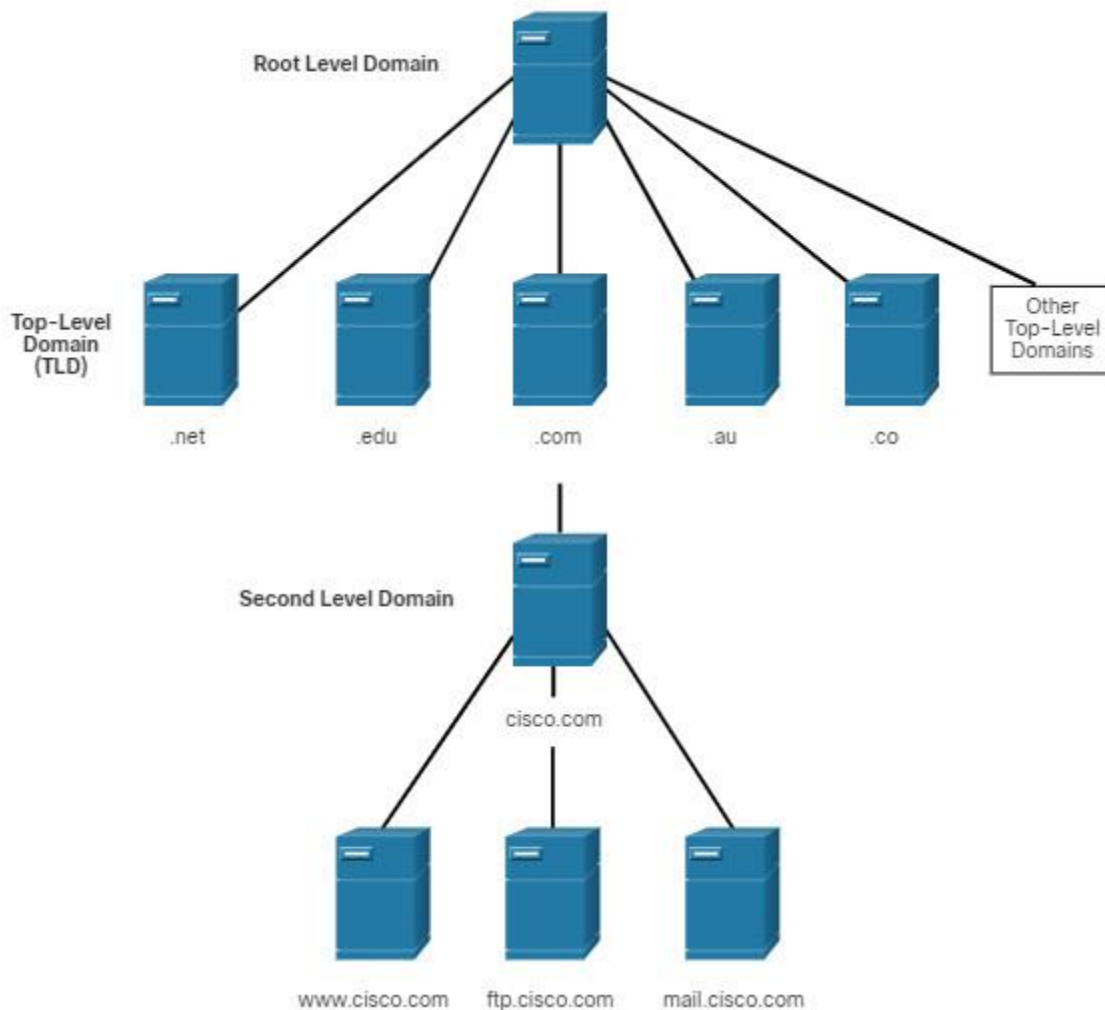 Root Level Domain
Top-Level
Domain
(TLD)
Other
Top-Level
Domains
.net
.edu
.com
.au
.co
Second Level Domain
cisco.com
www.cisco.com
ftp.cisco.com
mail.cisco.com